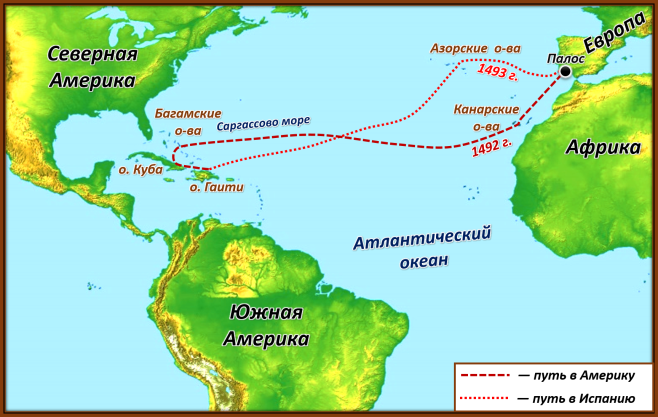 Северная
Америка
Азорские о-ва
Европа
Палос
1493 г.
Багамские
о-ва
Саргассово море
Канарские
о-ва
1492 г.
Африка
о. Куба
о. Гаити
Атлантический
океан
Южная
Америка
— путь в Америку
— путь в Испанию